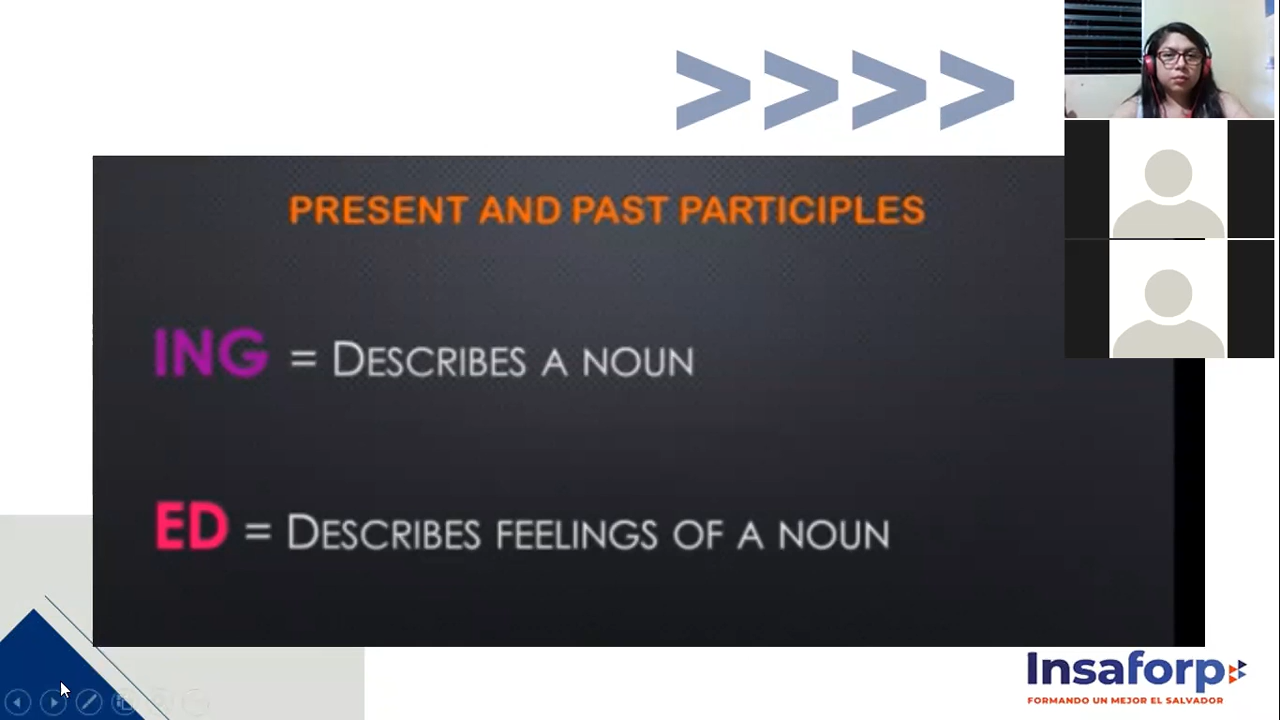 PRESENT AND PAST PARTICIPLES
ING = DESCRIBES A NOUN
ED = DESCRIBES FEELINGS OF A NOUN
Insaforp
FORMANDO UN MEJOR EL SALVADOR